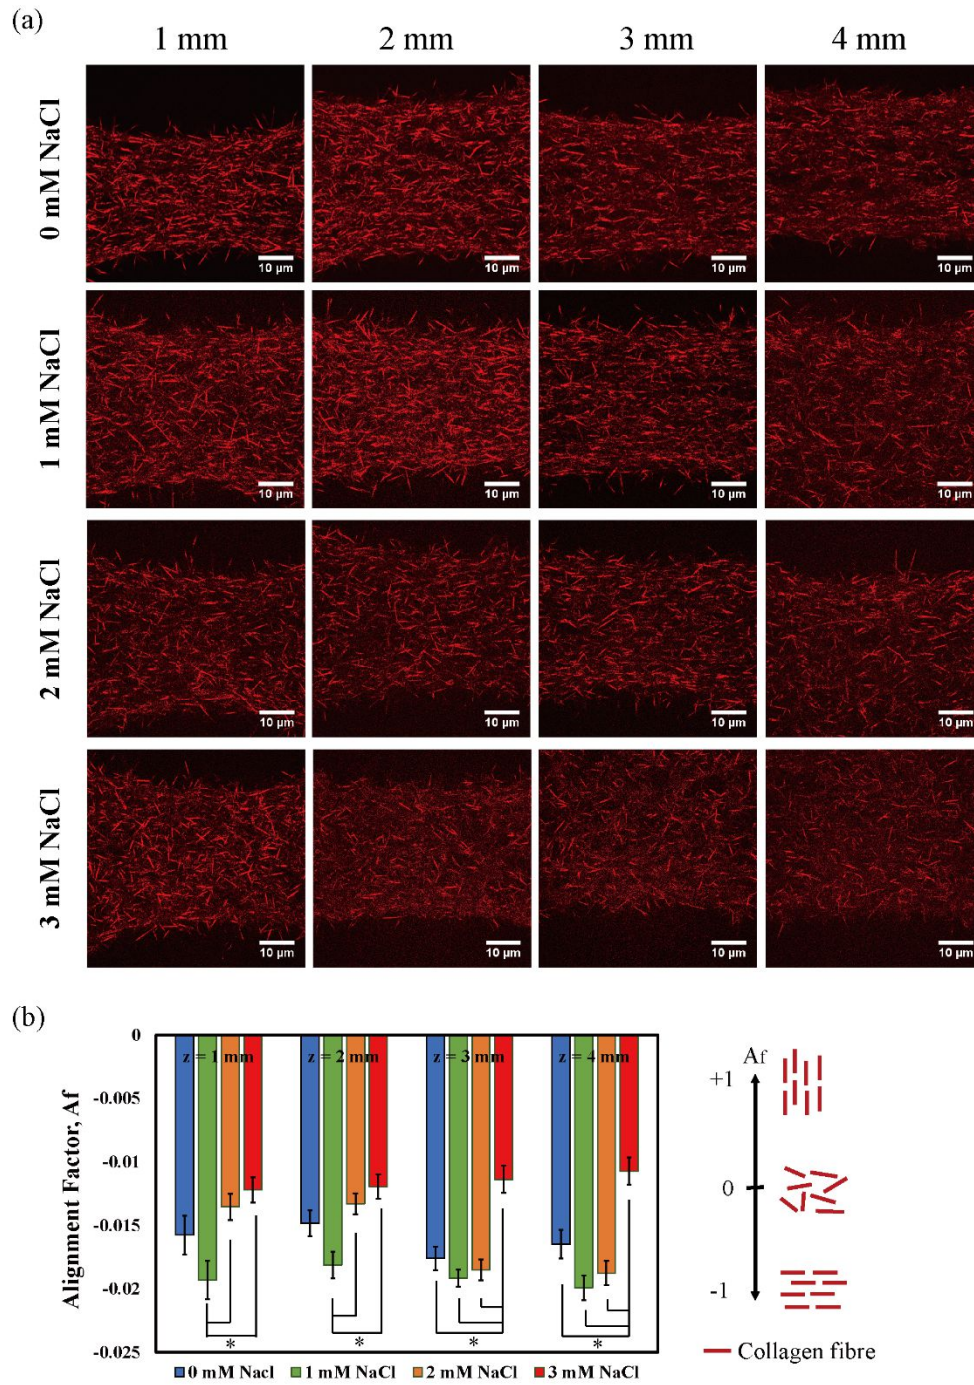 (a)
1 mm 2 mm 3 mm 4 mm
0 mM NaCl
10 µm 10 µm 10 µm 10 µm
1 mM NaCl
10 µm 10 µm 10 µm 10 µm
2 mM NaCl
10 µm 10 µm 10 µm 10 µm
3 mM NaCl
10 µm 10 µm 10 µm 10 µm
(b)
Alignment Factor, Af
0
-0.005
-0.01
-0.015
-0.02
-0.025
z = 1 mm z = 2 mm z = 3 mm z = 4 mm
* * * *
0 mM Nacl 1 mM NaCl 2 mM NaCl 3 mM NaCl
Af
+1
0
-1
Collagen fibre